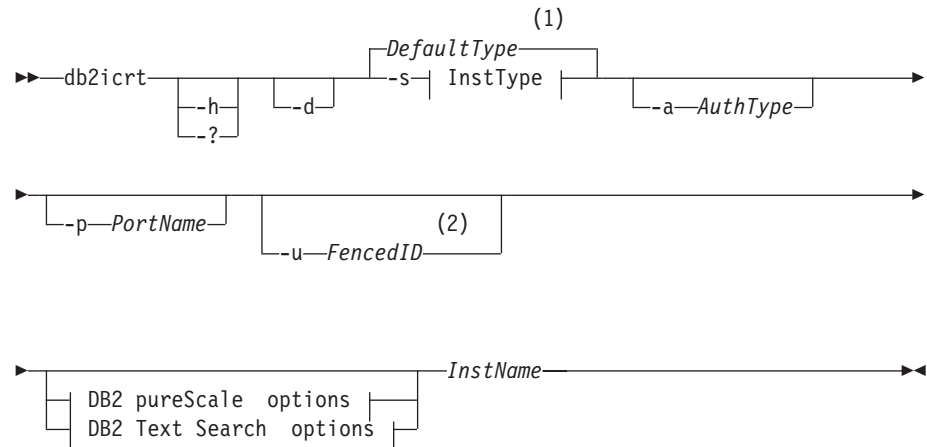 (1)
DefaultType
db2icrt -s InstType
-h -d -a AuthType
-?
-p PortName (2)
-u FencedID
InstName
DB2 pureScale options
DB2 Text Search options